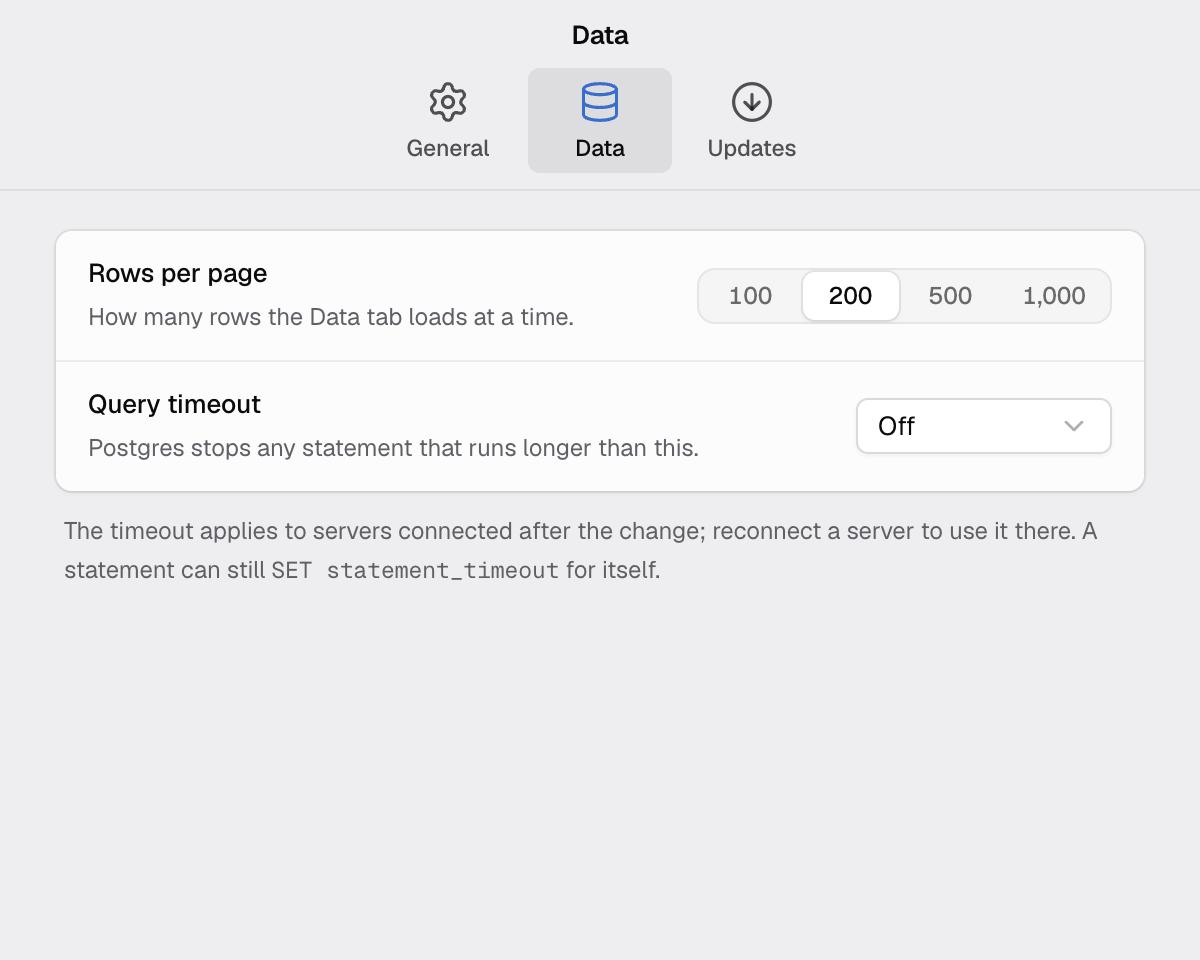 Data
General
Data
Updates
Rows per page
How many rows the Data tab loads at a time.
100
200
500
1,000
Query timeout
Postgres stops any statement that runs longer than this.
Off
The timeout applies to servers connected after the change; reconnect a server to use it there. A
statement can still SET statement_timeout for itself.